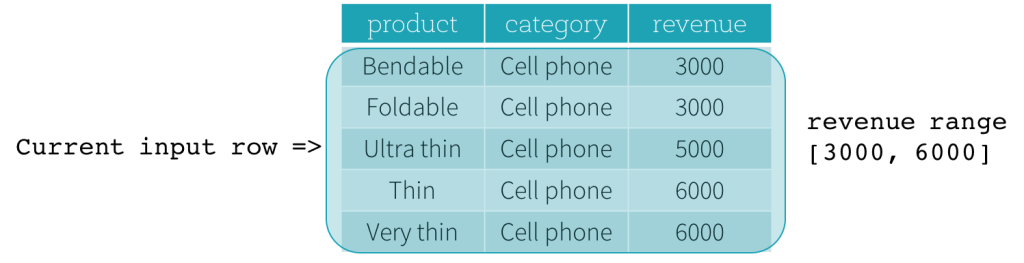 product category revenue
Bendable Cell phone 3000
Foldable Cell phone 3000
Current input row => Ultra thin Cell phone 5000
Thin Cell phone 6000
Very thin Cell phone 6000
revenue range
[3000, 6000]